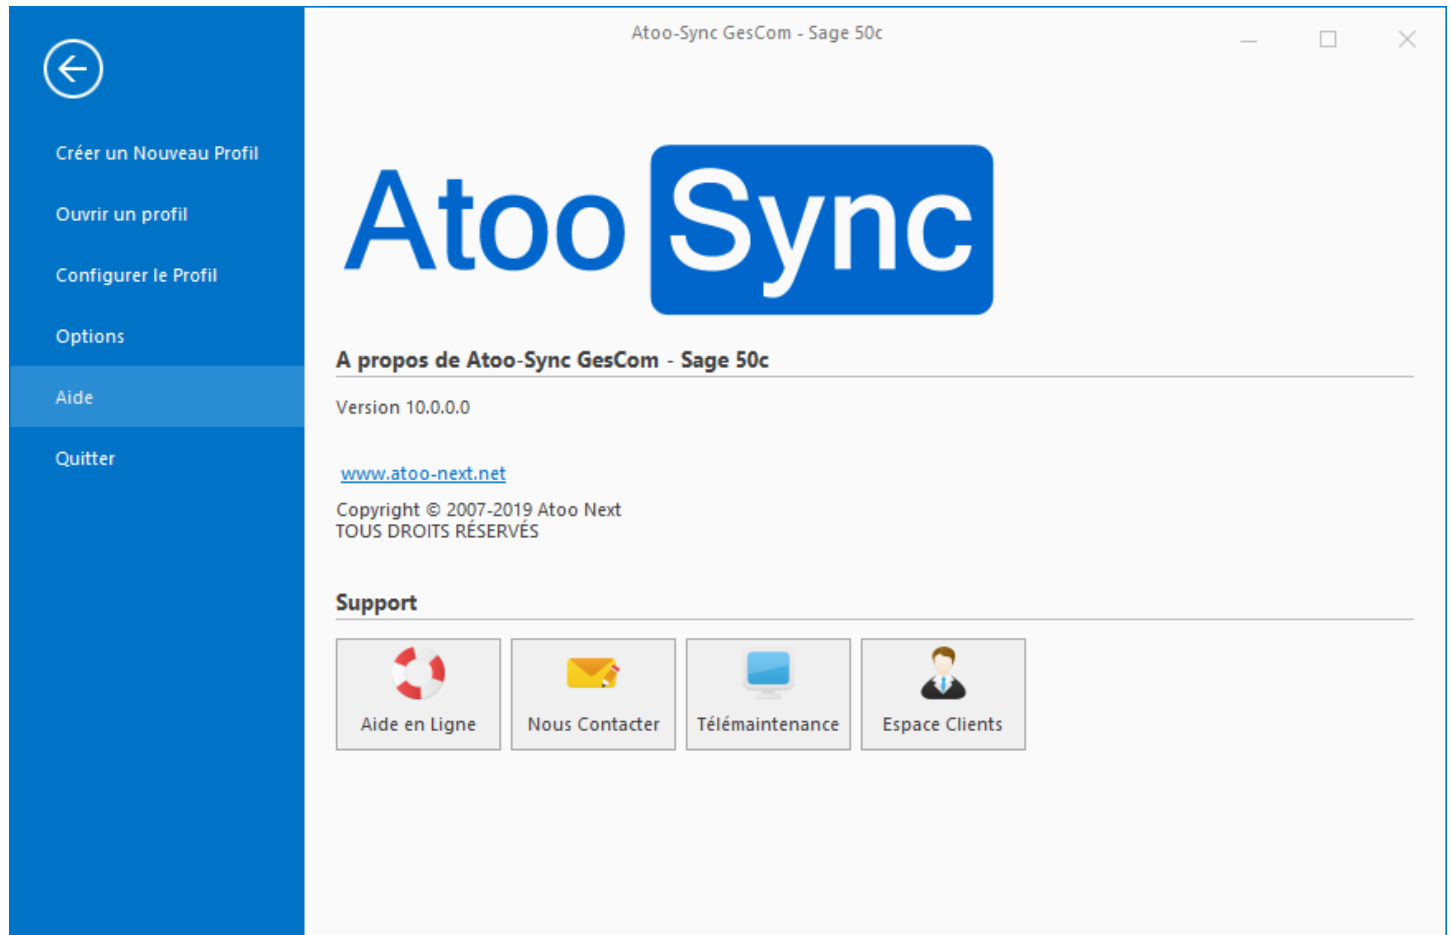 Atoo-Sync GesCom - Sage 50c
Créer un Nouveau Profil
Ouvrir un profil
Configurer le Profil
Options
Aide
Quitter
Atoo Sync
A propos de Atoo-Sync GesCom - Sage 50c
Version 10.0.0.0
www.atoo-next.net
Copyright © 2007-2019 Atoo Next
TOUS DROITS RÉSERVÉS
Support
Aide en Ligne
Nous Contacter
Télémaintenance
Espace Clients